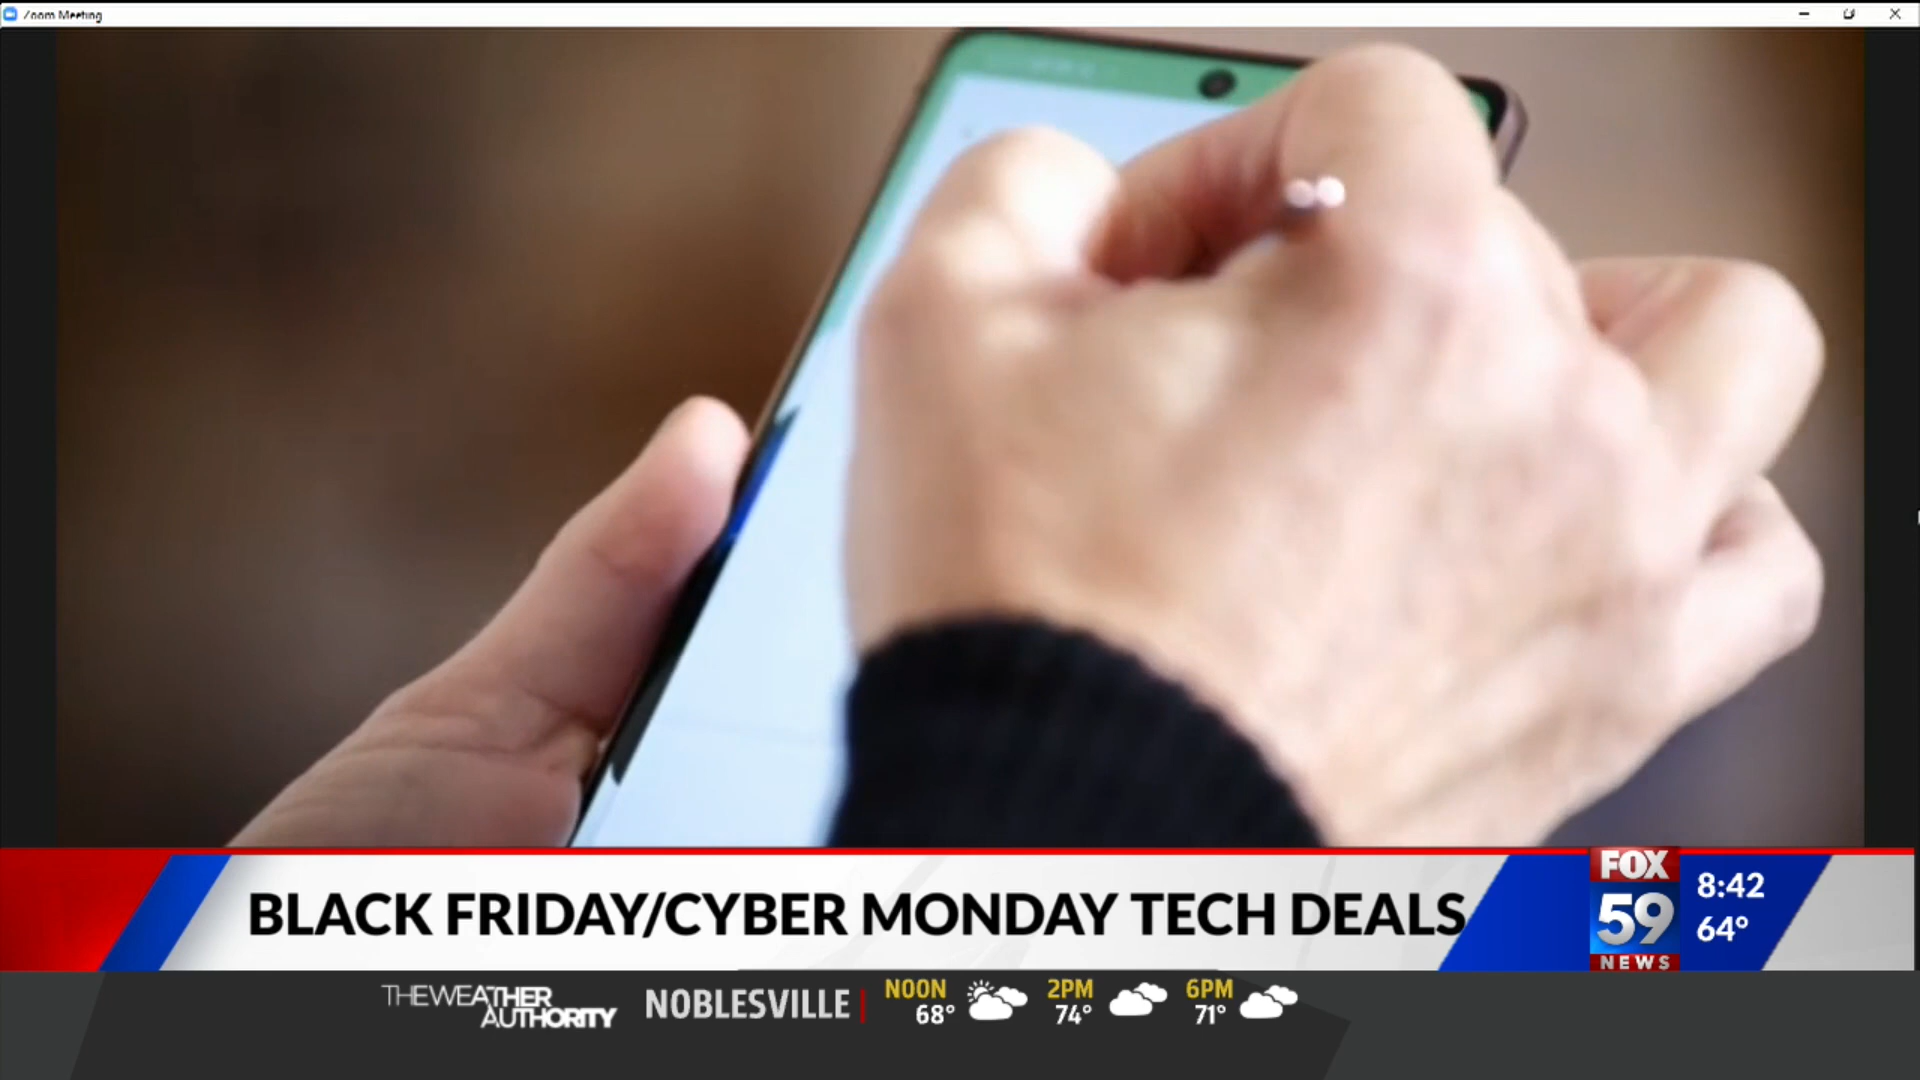 Zoom Meeting
BLACK FRIDAY/CYBER MONDAY TECH DEALS
FOX
59
NEWS
8:42
64°
THE WEATHER
AUTHORITY
NOBLESVILLE
NOON
68°
2PM
74°
6PM
71°